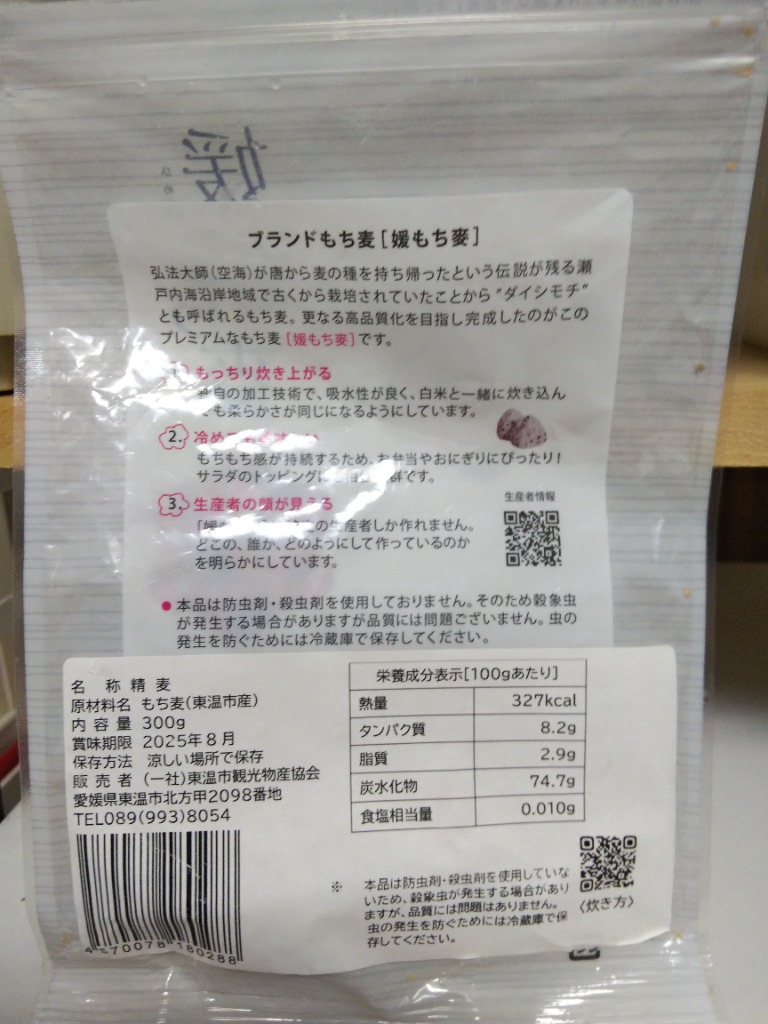 ブランドもち麦[媛もち麥]
弘法大師(空海)が唐から麦の種を持ち帰ったという伝説が残る瀬
戸内海沿岸地域で古くから栽培されていたことから"ダイシモチ"
とも呼ばれるもち麦。更なる高品質化を目指し完成したのがこの
プレミアムなもち麦[媛もち麥]です。
もっちり炊き上がる
独自の加工技術で、吸水性が良く、白米と一緒に炊き込ん
でも柔らかさが同じになるようにしています。
2. 冷めても
もちもち感が持続するため、お弁当やおにぎりにぴったり!
サラダのトッピングに 群です。
3. 生産者の顔が見える
の生産者しか作れません。
どこの、誰が、どのようにして作っているのか
を明らかにしています。
生産者情報
●本品は防虫剤・殺虫剤を使用しておりません。そのため穀象虫
が発生する場合がありますが品質には問題ございません。虫の
発生を防ぐためには冷蔵庫で保存してください。
名 称 精麦
原材料名 もち麦(東温市産)
内 容 量 300g
賞味期限 2025年8月
保存方法 涼しい場所で保存
販 売 者 (一社)東温市観光物産協会
愛媛県東温市北方甲2098番地
TEL089(993)8054
4 570078 180288
栄養成分表示[100gあたり]
熱量 327kcal
タンパク質 8.2g
脂質 2.9g
炭水化物 74.7g
食塩相当量 0.010g
※ 本品は防虫剤・殺虫剤を使用していな
いため、穀象虫が発生する場合があり
ますが、品質には問題はありません。
虫の発生を防ぐためには冷蔵庫で保
存してください。
〈炊き方〉